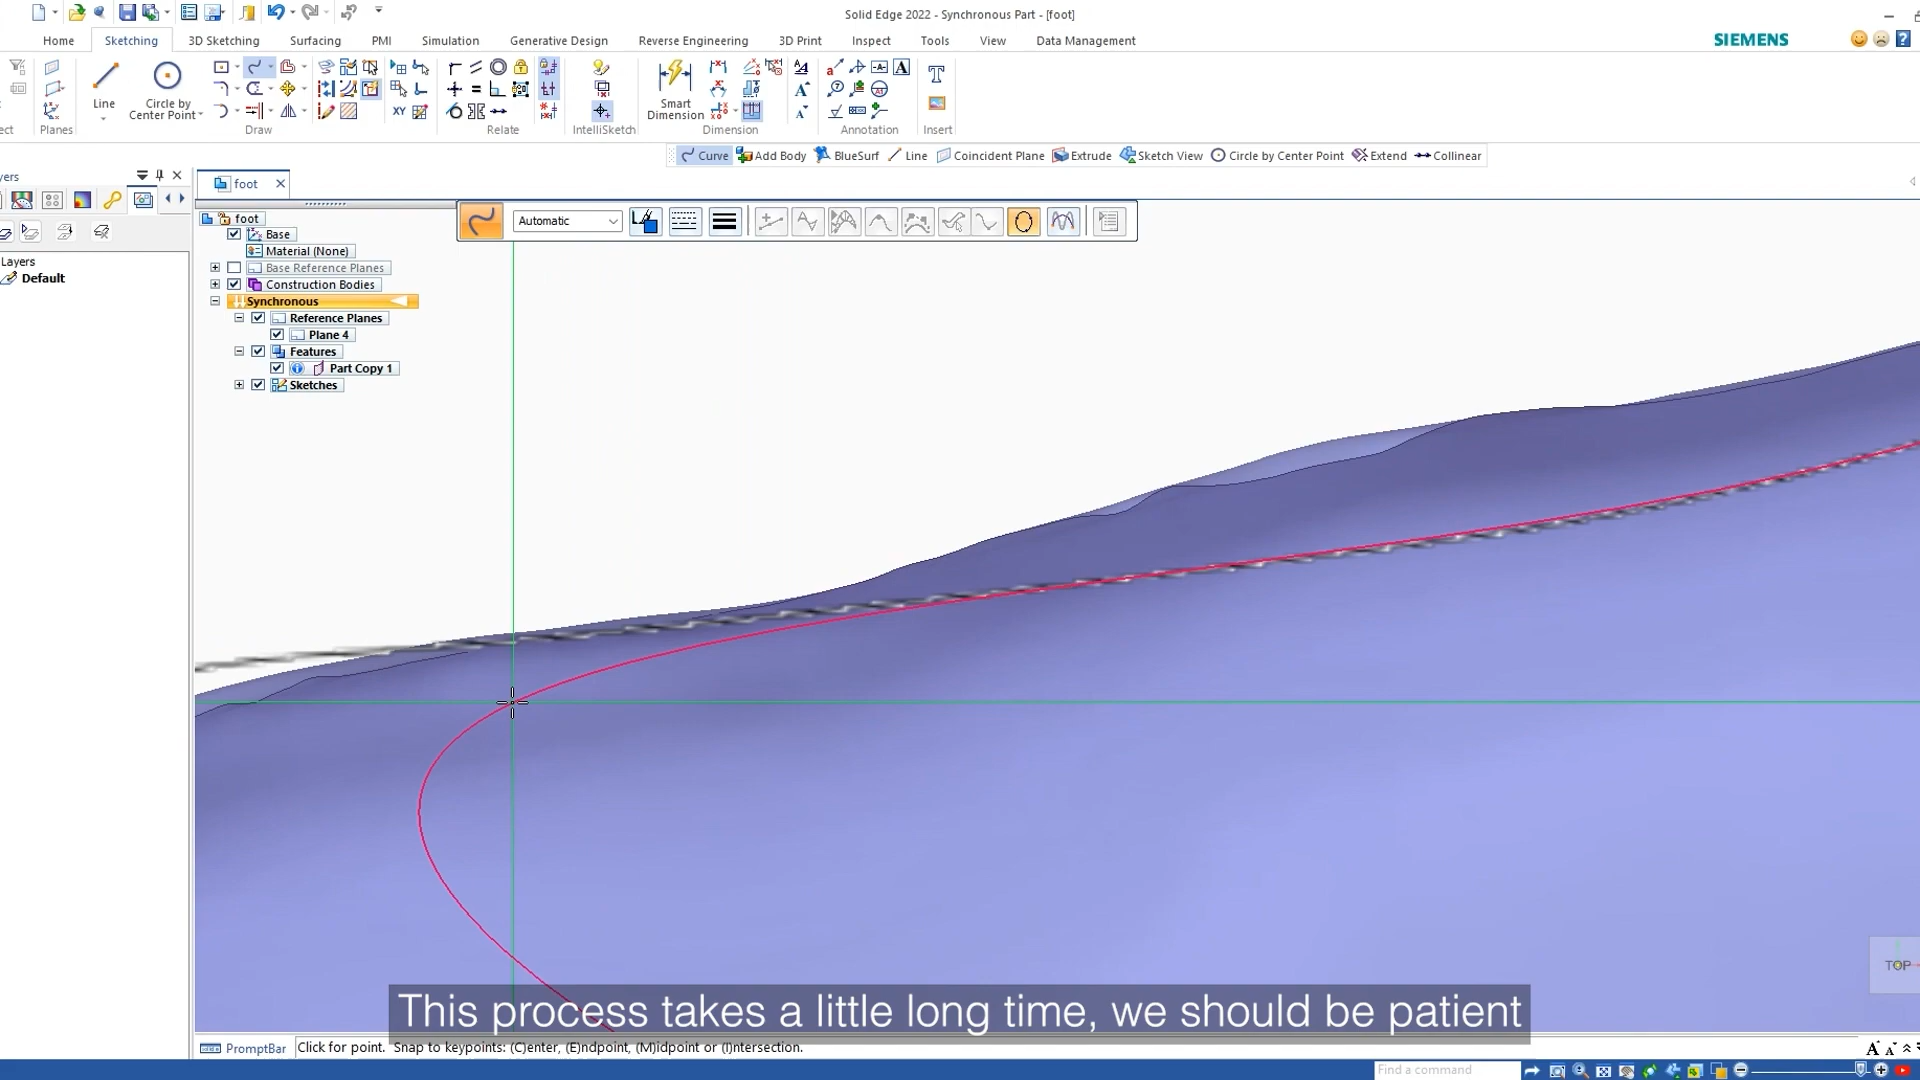 Solid Edge 2022 - Synchronous Part - [foot]
Home Sketching 3D Sketching Surfacing PMI Simulation Generative Design Reverse Engineering 3D Print Inspect Tools View Data Management SIEMENS
Line Circle by Center Point Smart Dimension
ect Planes Draw Relate IntelliSketch Dimension Annotation Insert
Curve Add Body BlueSurf Line Coincident Plane Extrude Sketch View Circle by Center Point Extend Collinear
yers
foot
Automatic
foot
Base
Material (None)
Base Reference Planes
Construction Bodies
Synchronous
Reference Planes
Plane 4
Features
Part Copy 1
Sketches
Layers
Default
TOP
This process takes a little long time, we should be patient
PromptBar Click for point. Snap to keypoints: (C)enter, (E)ndpoint, (M)idpoint or (I)ntersection.
Find a command